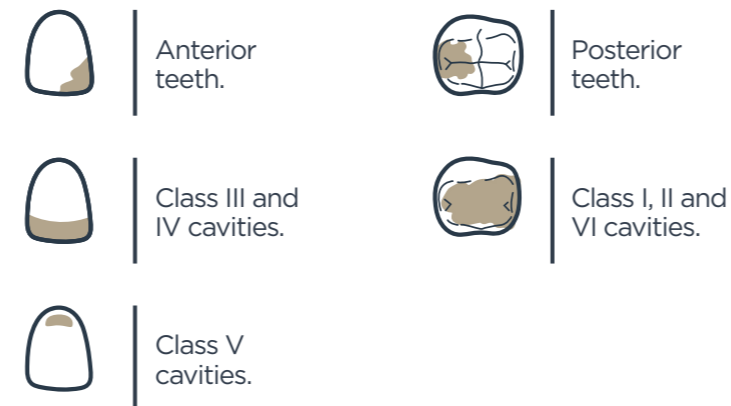 Anterior
teeth.
Posterior
teeth.
Class III and
IV cavities.
Class I, II and
VI cavities.
Class V
cavities.